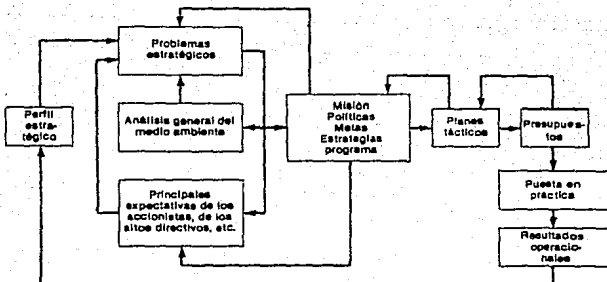 Problemas
estratégicos
Perfil
estra-
tégico
Análisis general del
medio ambiente
Principales
expectativas de los
accionistas, de los
altos directivos, etc.
Misión
Políticas
Metas
Estrategias
programa
Planes
tácticos
Presupues-
tos
Puesta en
práctica
Resultados
operacio-
nales